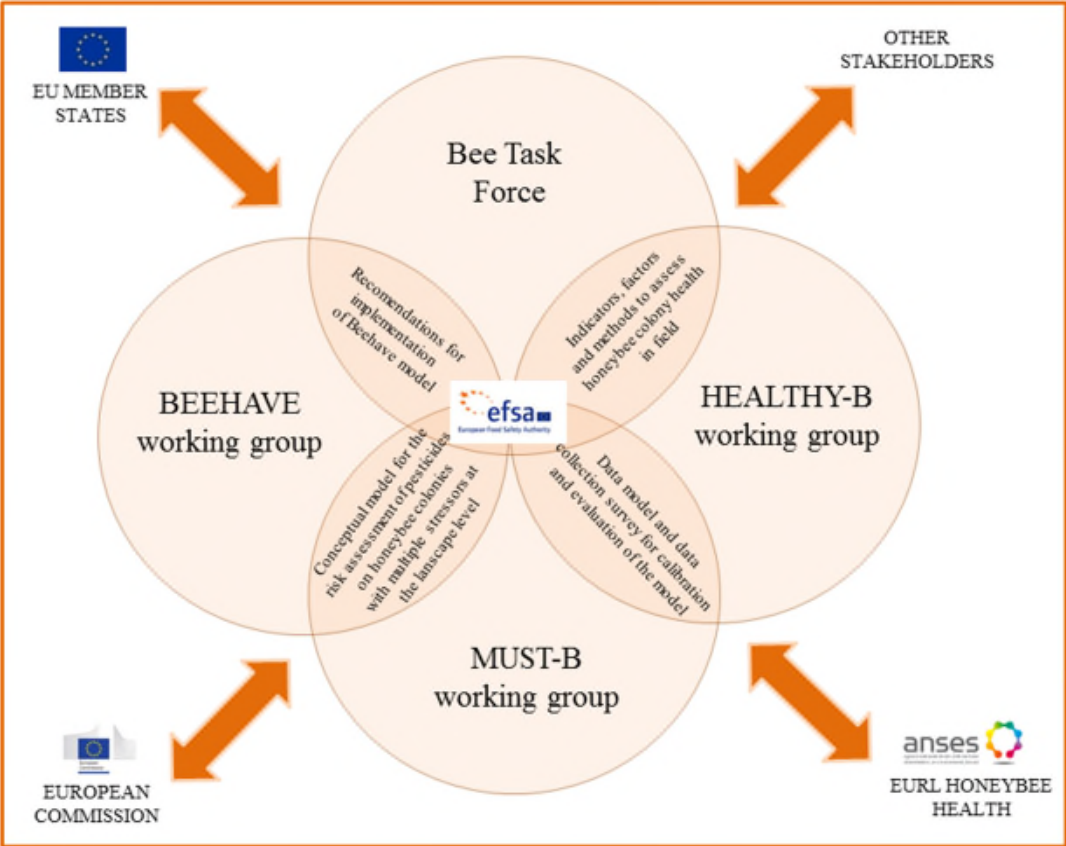 EU MEMBER
STATES
OTHER
STAKEHOLDERS
Bee Task
Force
Recomendations for
implementation
of Beehave model
Indicators, factors
and methods to assess
honeybee colony health
in field
BEEHAVE
working group
efsa
European Food Safety Authority
HEALTHY-B
working group
Conceptual model for the
risk assessment of pesticides
on honeybee colonies
with multiple stressors at
the lanscape level
Data model and data
collection survey for calibration
and evaluation of the model
MUST-B
working group
EUROPEAN
COMMISSION
anses
EURL HONEYBEE
HEALTH